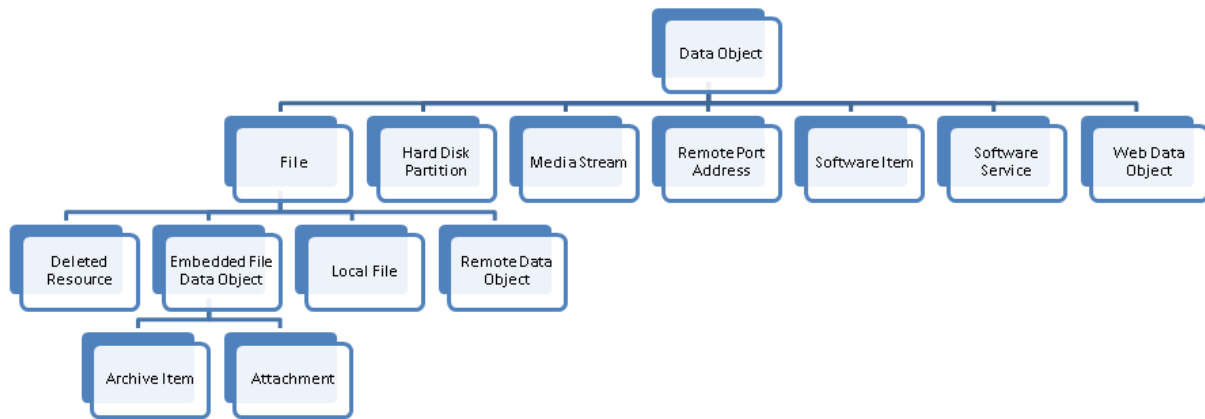 Data Object
File
Hard Disk
Partition
Media Stream
Remote Port
Address
Software Item
Software
Service
Web Data
Object
Deleted
Resource
Embedded File
Data Object
Local File
Remote Data
Object
Archive Item
Attachment